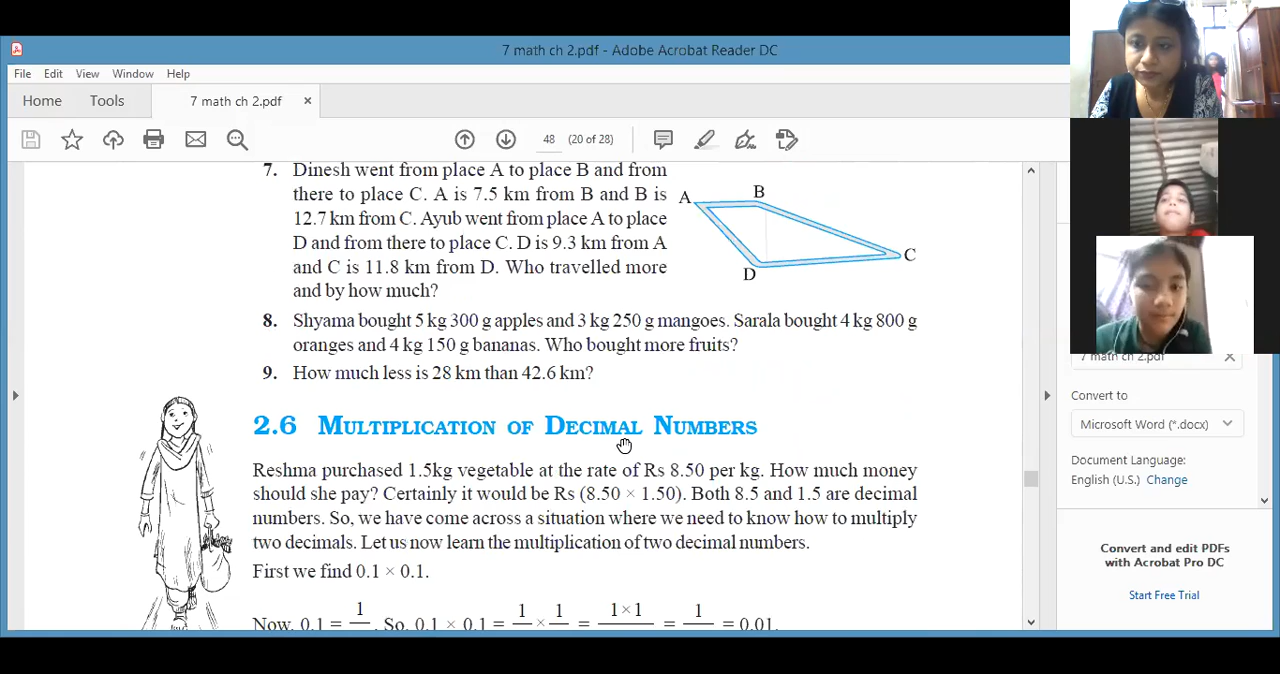 7 math ch 2.pdf - Adobe Acrobat Reader DC
File Edit View Window Help
Home Tools 7 math ch 2.pdf ×
48 (20 of 28)
7. Dinesh went from place A to place B and from
there to place C. A is 7.5 km from B and B is
12.7 km from C. Ayub went from place A to place
D and from there to place C. D is 9.3 km from A
and C is 11.8 km from D. Who travelled more
and by how much?
A
B
C
D
8. Shyama bought 5 kg 300 g apples and 3 kg 250 g mangoes. Sarala bought 4 kg 800 g
oranges and 4 kg 150 g bananas. Who bought more fruits?
9. How much less is 28 km than 42.6 km?
2.6 MULTIPLICATION OF DECIMAL NUMBERS
Reshma purchased 1.5kg vegetable at the rate of Rs 8.50 per kg. How much money
should she pay? Certainly it would be Rs (8.50 × 1.50). Both 8.5 and 1.5 are decimal
numbers. So, we have come across a situation where we need to know how to multiply
two decimals. Let us now learn the multiplication of two decimal numbers.
First we find 0.1 × 0.1.
Now, 0.1 = 1. So, 0.1 × 0.1 = 1 × 1 = 1×1 = 1 = 0.01.
7 math ch 2.pdf ×
Convert to
Microsoft Word (*.docx)
Document Language:
English (U.S.) Change
Convert and edit PDFs
with Acrobat Pro DC
Start Free Trial